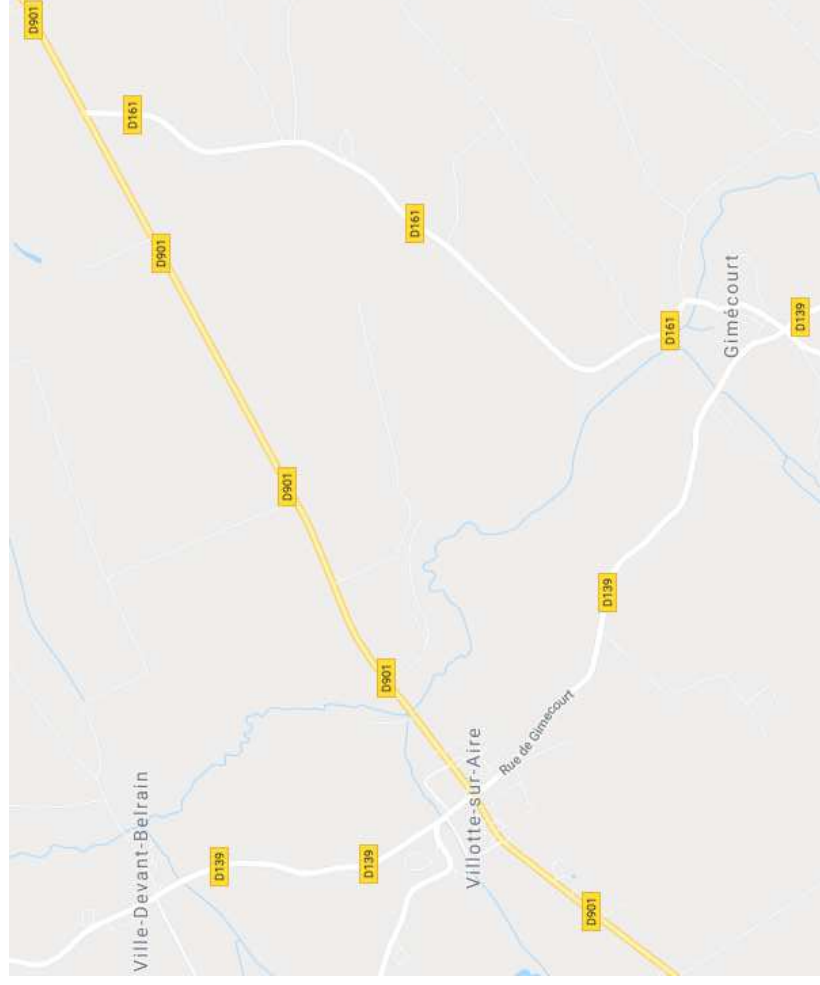 D901
D161
Ville-Devant-Belrain
D901
D139
D901
D139
D901
D161
Villotte-sur-Aire
Rue de Gimecourt
D901
D139
D161
Gimécourt
D139